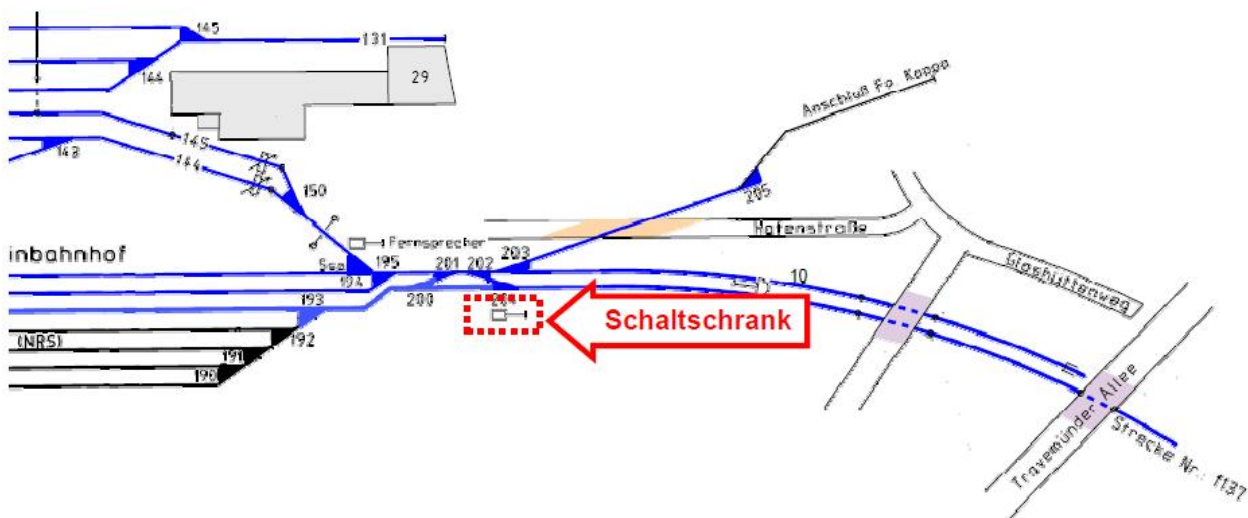 145
131
144
29
Anschluß Fa. Kappa
145
143
144
150
205
Hafenstraße
Fernsprecher
inbahnhof
Glashüttenweg
195
201
202
203
10
194
200
204
193
Schaltschrank
(NRS)
192
191
190
Travemünder Allee
Strecke Nr.: 1137